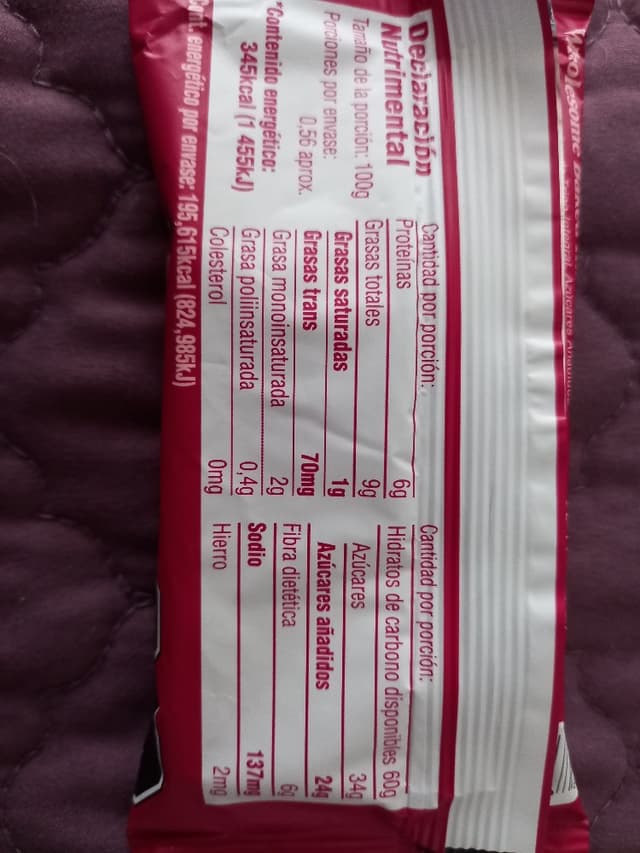 Declaración
Nutrimental
Tamaño de la porción: 100g
Porciones por envase:
0,56 aprox.
*Contenido energético:
345kcal (1 455kJ)
Cont. energético por envase: 195,615kcal (824,985kJ)
Cantidad por porción:
Proteínas 6g
Grasas totales 9g
Grasas saturadas 1g
Grasas trans 70mg
Grasa monoinsaturada 2g
Grasa poliinsaturada 0,4g
Colesterol 0mg
Cantidad por porción:
Hidratos de carbono disponibles 60g
Azúcares 34g
Azúcares añadidos 24g
Fibra dietética 6g
Sodio 137mg
Hierro 2mg
Integral, Azúcares